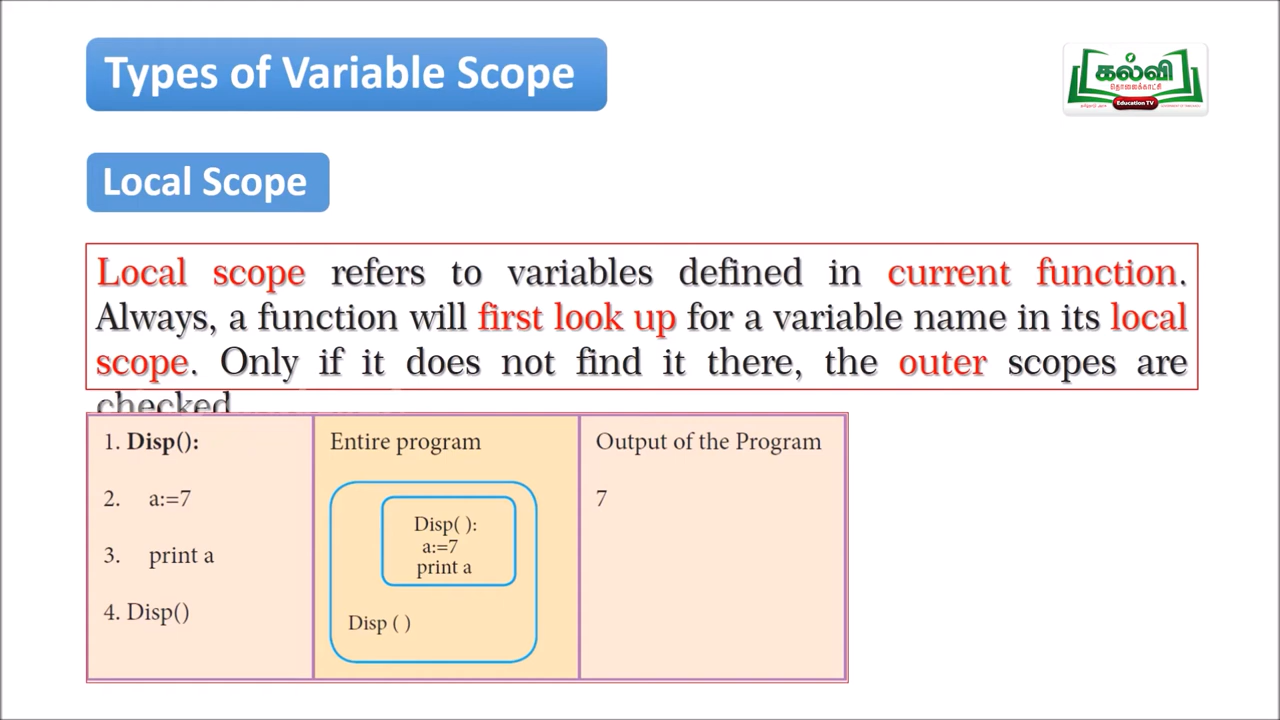 Types of Variable Scope
கல்வி
தொலைக்காட்சி
Education TV
Local Scope
Local scope refers to variables defined in current function.
Always, a function will first look up for a variable name in its local
scope. Only if it does not find it there, the outer scopes are
checked
1. Disp():
2. a:=7
3. print a
4. Disp()
Entire program
Disp( ):
a:=7
print a
Disp ( )
Output of the Program
7